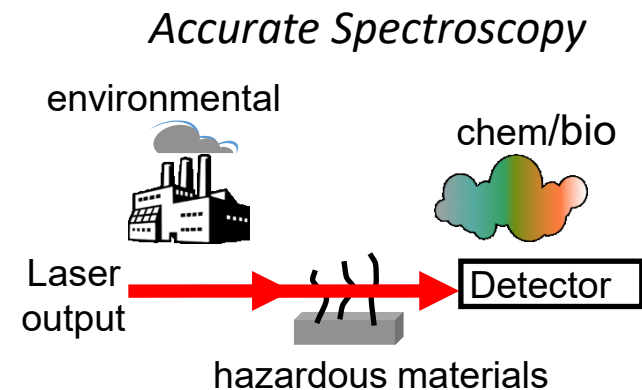 Accurate Spectroscopy
environmental
chem/bio
Laser
output
Detector
hazardous materials